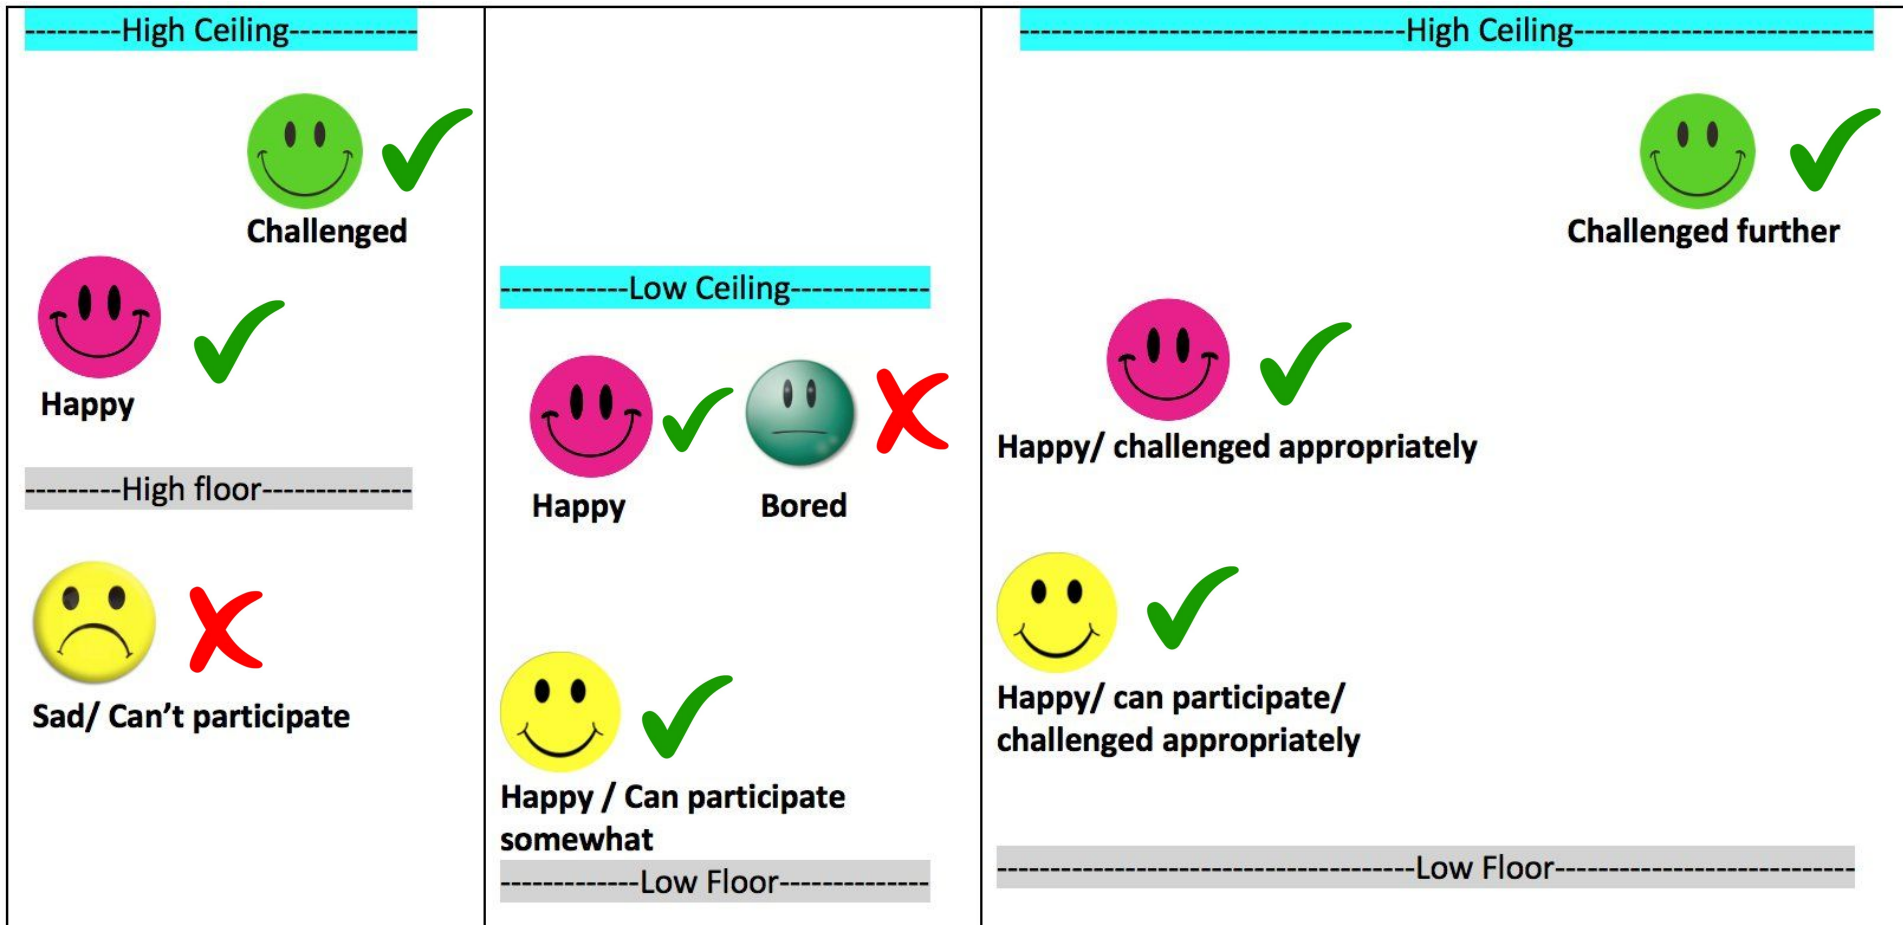 ---------High Ceiling------------
Challenged
Happy
---------High floor--------------
Sad/ Can’t participate
------------Low Ceiling-------------
Happy
Bored
Happy / Can participate
somewhat
-------------Low Floor--------------
------------------------------------High Ceiling----------------------------
Challenged further
Happy/ challenged appropriately
Happy/ can participate/
challenged appropriately
---------------------------------------Low Floor----------------------------